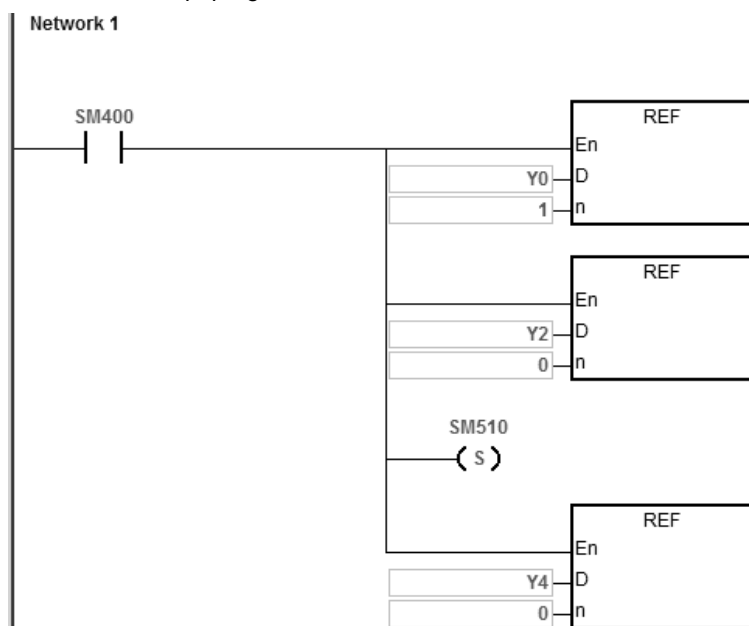 Network 1
SM400
REF
En
Y0 D
1 n
REF
En
Y2 D
0 n
SM510
( S )
REF
En
Y4 D
0 n